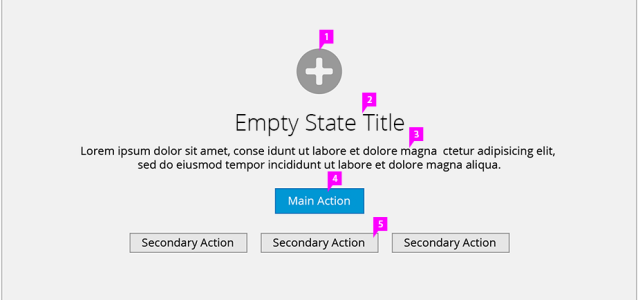 1
2
Empty State Title
3
Lorem ipsum dolor sit amet, conse idunt ut labore et dolore magna ctetur adipisicing elit,
sed do eiusmod tempor incididunt ut labore et dolore magna aliqua.
4
Main Action
5
Secondary Action Secondary Action Secondary Action